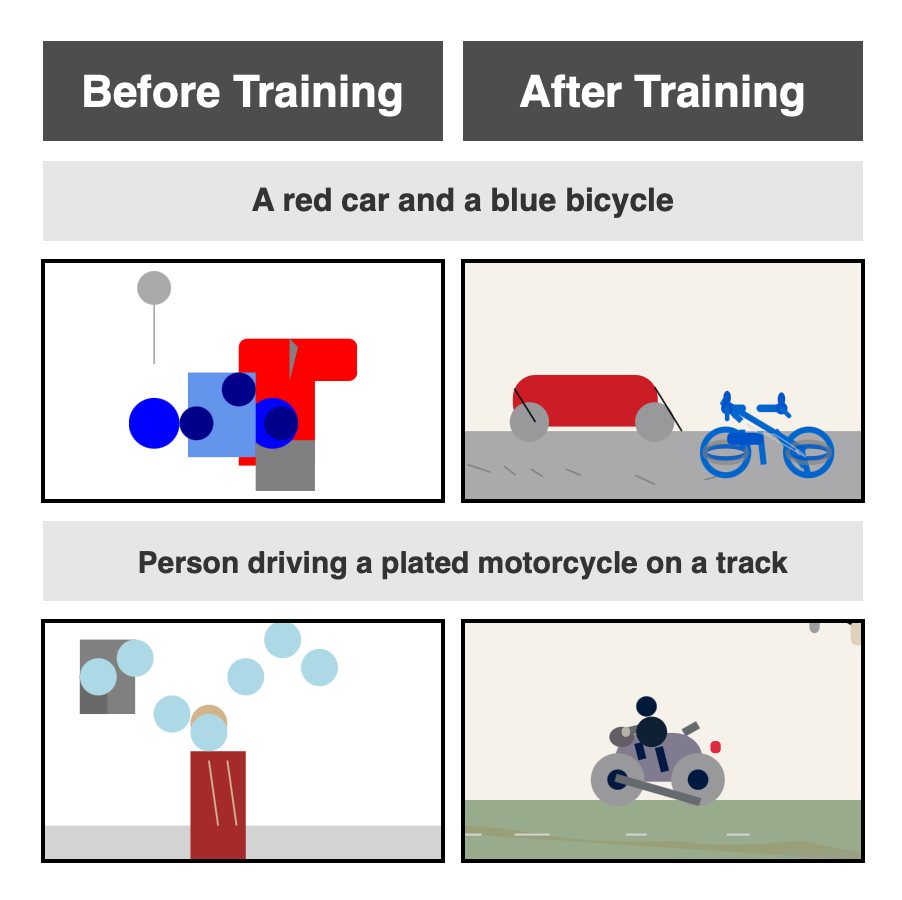 Before Training
After Training
A red car and a blue bicycle
Person driving a plated motorcycle on a track